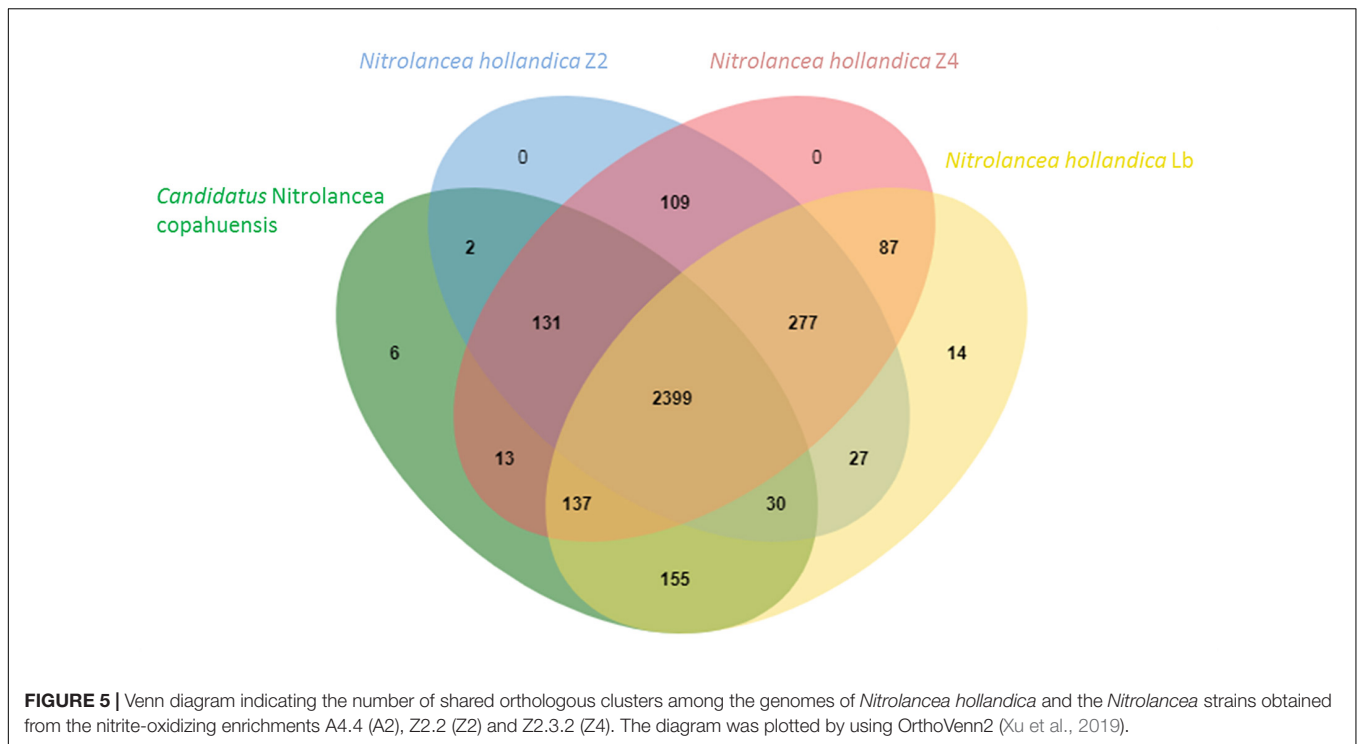 Nitrolancea hollandica Z2
Nitrolancea hollandica Z4
Nitrolancea hollandica Lb
Candidatus Nitrolancea
copahuensis
0
0
109
2
87
131
277
6
14
2399
13
27
137
30
155
FIGURE 5 | Venn diagram indicating the number of shared orthologous clusters among the genomes of Nitrolancea hollandica and the Nitrolancea strains obtained
from the nitrite-oxidizing enrichments A4.4 (A2), Z2.2 (Z2) and Z2.3.2 (Z4). The diagram was plotted by using OrthoVenn2 (Xu et al., 2019).